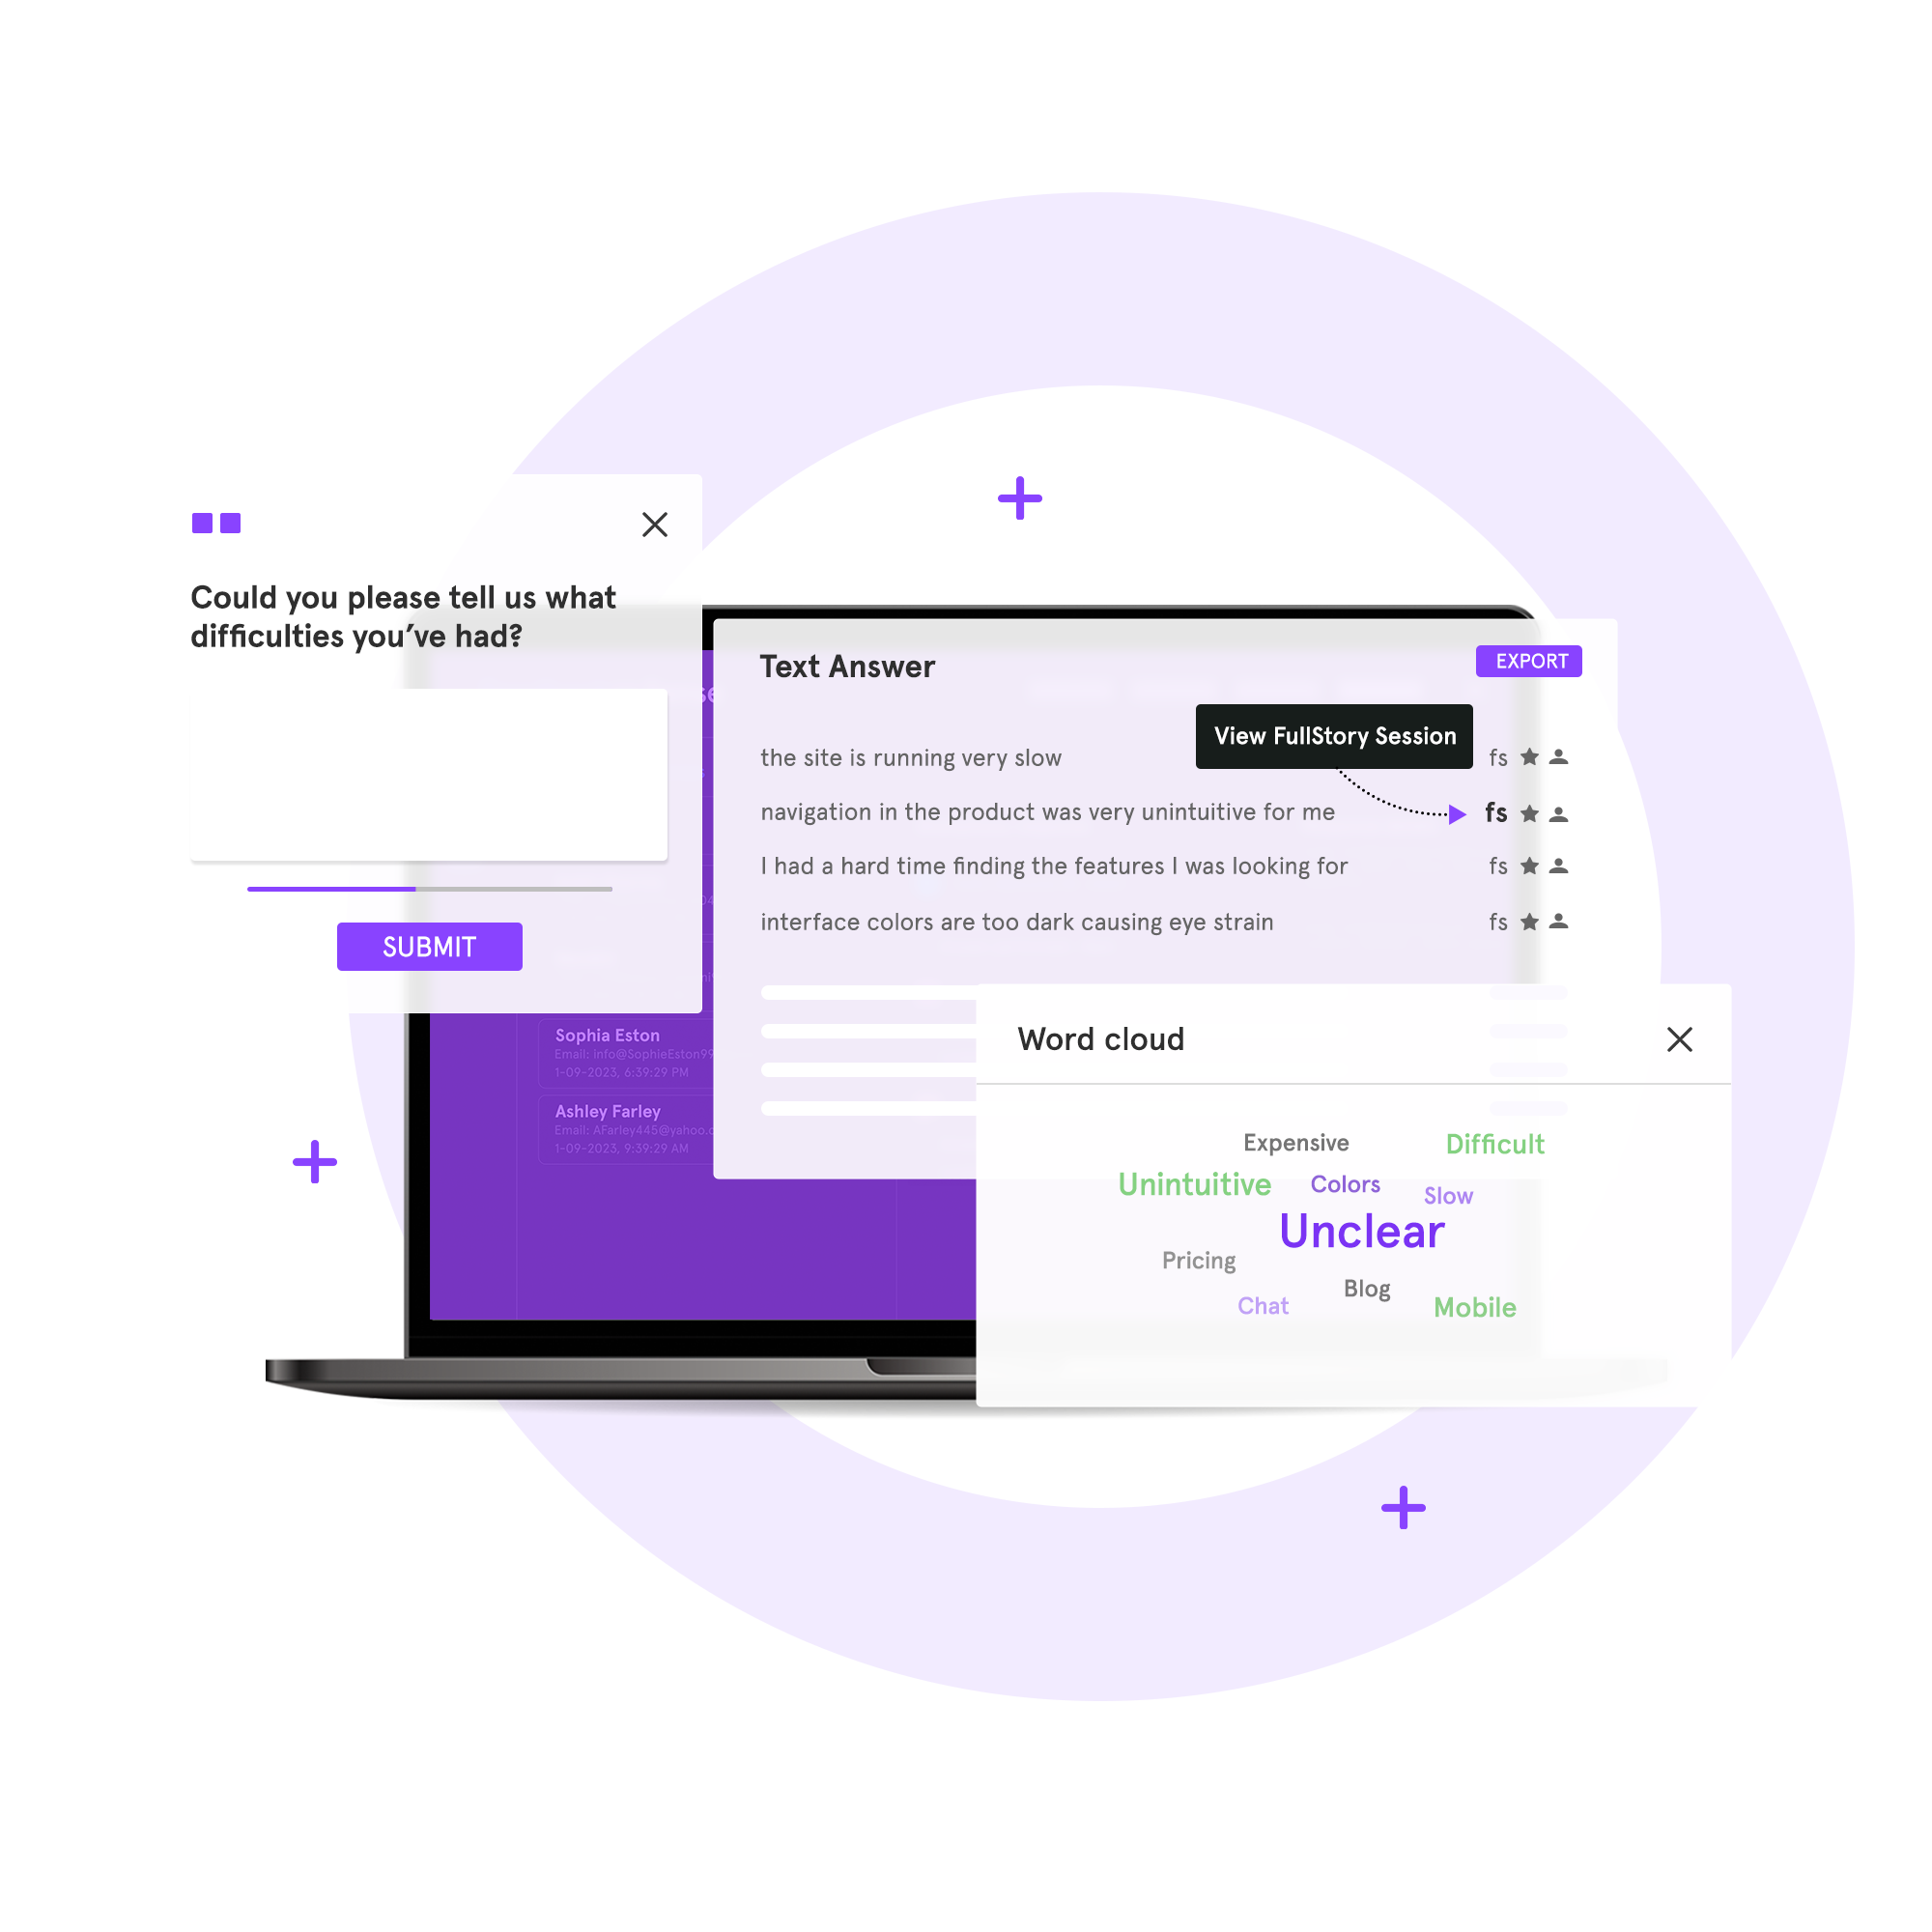 Could you please tell us what
difficulties you’ve had?
SUBMIT
Text Answer
EXPORT
View FullStory Session
the site is running very slow
fs
navigation in the product was very unintuitive for me
fs
I had a hard time finding the features I was looking for
fs
interface colors are too dark causing eye strain
fs
Sophia Eston
Email: info@SophieEston99
1-09-2023, 6:39:29 PM
Ashley Farley
Email: AFarley445@yahoo.c
1-09-2023, 9:39:29 AM
Word cloud
Expensive
Difficult
Unintuitive
Colors
Slow
Unclear
Pricing
Blog
Chat
Mobile